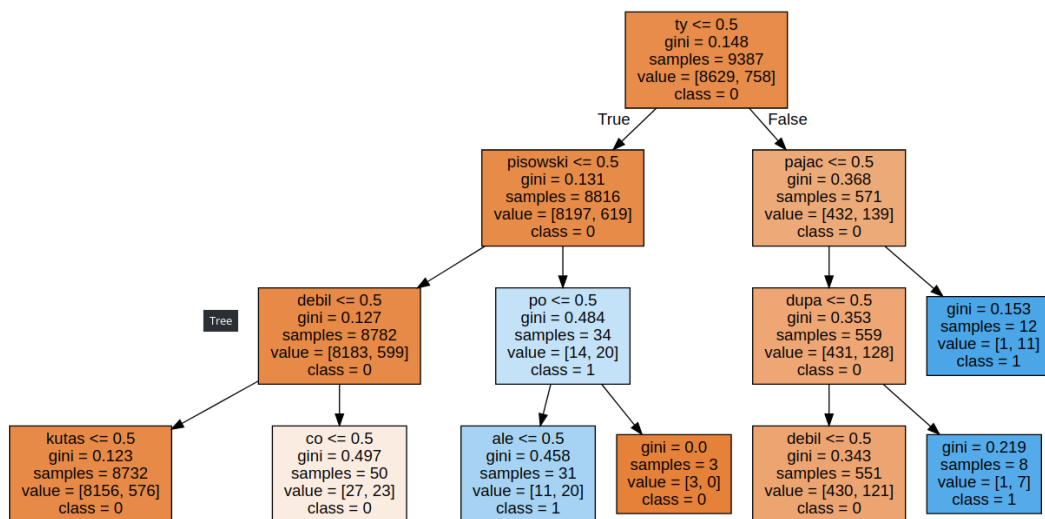 ty <= 0.5
gini = 0.148
samples = 9387
value = [8629, 758]
class = 0
True
False
pisowski <= 0.5
gini = 0.131
samples = 8816
value = [8197, 619]
class = 0
pajac <= 0.5
gini = 0.368
samples = 571
value = [432, 139]
class = 0
Tree
debil <= 0.5
gini = 0.127
samples = 8782
value = [8183, 599]
class = 0
po <= 0.5
gini = 0.484
samples = 34
value = [14, 20]
class = 1
dupa <= 0.5
gini = 0.353
samples = 559
value = [431, 128]
class = 0
gini = 0.153
samples = 12
value = [1, 11]
class = 1
kutas <= 0.5
gini = 0.123
samples = 8732
value = [8156, 576]
class = 0
co <= 0.5
gini = 0.497
samples = 50
value = [27, 23]
class = 0
ale <= 0.5
gini = 0.458
samples = 31
value = [11, 20]
class = 1
gini = 0.0
samples = 3
value = [3, 0]
class = 0
debil <= 0.5
gini = 0.343
samples = 551
value = [430, 121]
class = 0
gini = 0.219
samples = 8
value = [1, 7]
class = 1